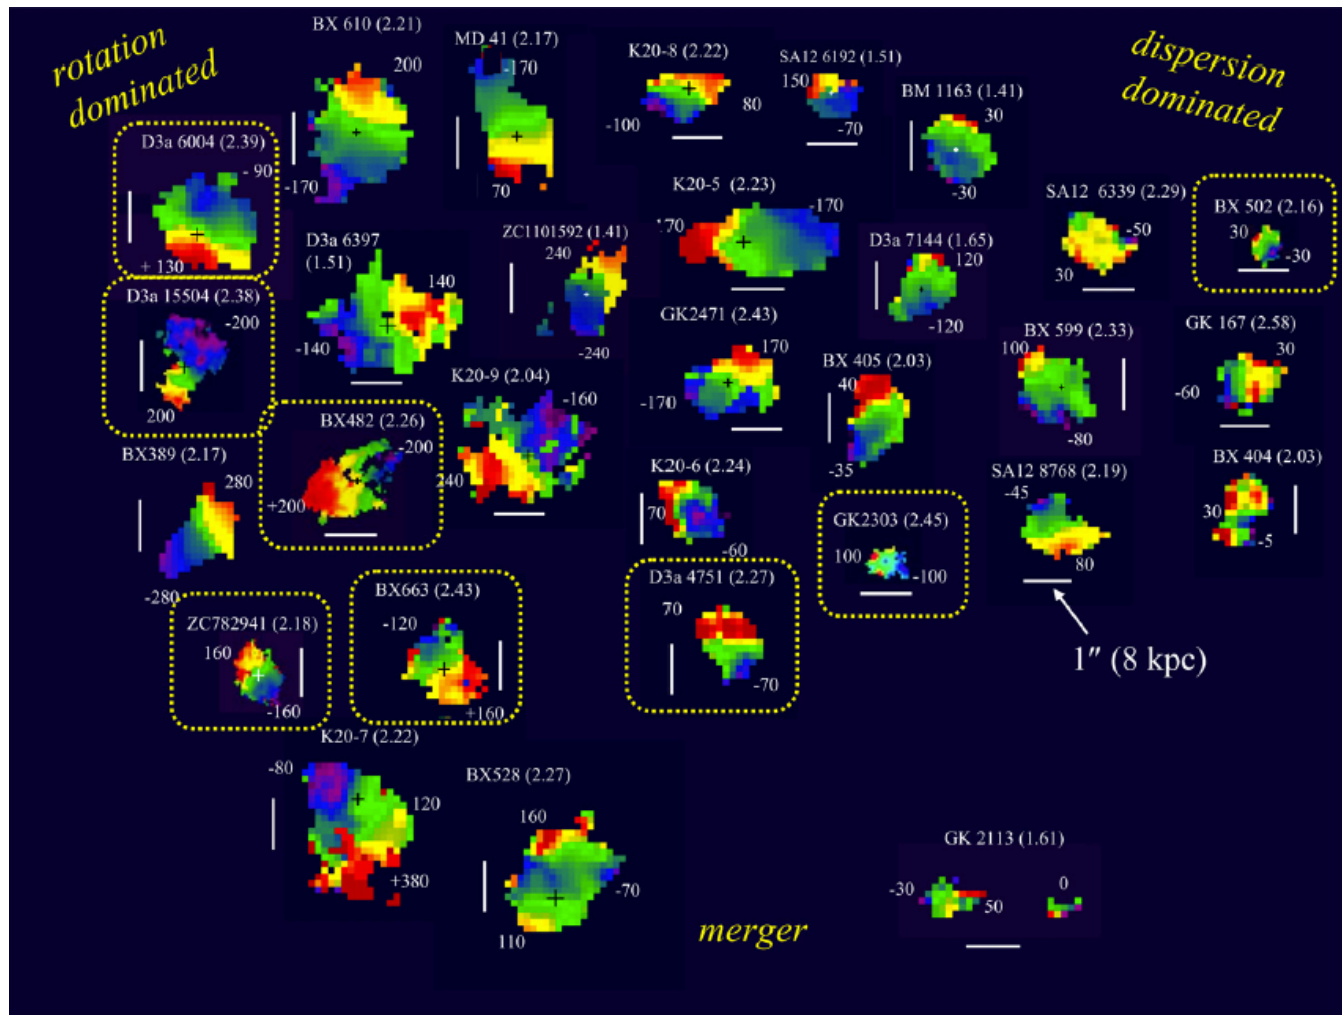 rotation
dominated
dispersion
dominated
BX 610 (2.21)
200
-170
MD 41 (2.17)
-170
70
K20-8 (2.22)
80
-100
SA12 6192 (1.51)
150
-70
BM 1163 (1.41)
30
-30
D3a 6004 (2.39)
- 90
+ 130
K20-5 (2.23)
-170
170
SA12 6339 (2.29)
-50
30
BX 502 (2.16)
30
-30
D3a 6397
(1.51)
140
-140
ZC1101592 (1.41)
240
-240
D3a 7144 (1.65)
120
-120
D3a 15504 (2.38)
-200
200
GK2471 (2.43)
170
-170
BX 405 (2.03)
40
-35
BX 599 (2.33)
100
-80
GK 167 (2.58)
30
-60
K20-9 (2.04)
-160
240
BX482 (2.26)
-200
+200
BX389 (2.17)
280
-280
K20-6 (2.24)
70
-60
GK2303 (2.45)
100
-100
SA12 8768 (2.19)
-45
80
BX 404 (2.03)
30
-5
D3a 4751 (2.27)
70
-70
BX663 (2.43)
-120
+160
ZC782941 (2.18)
160
-160
1″ (8 kpc)
K20-7 (2.22)
-80
120
+380
BX528 (2.27)
160
-70
110
merger
GK 2113 (1.61)
-30
50
0